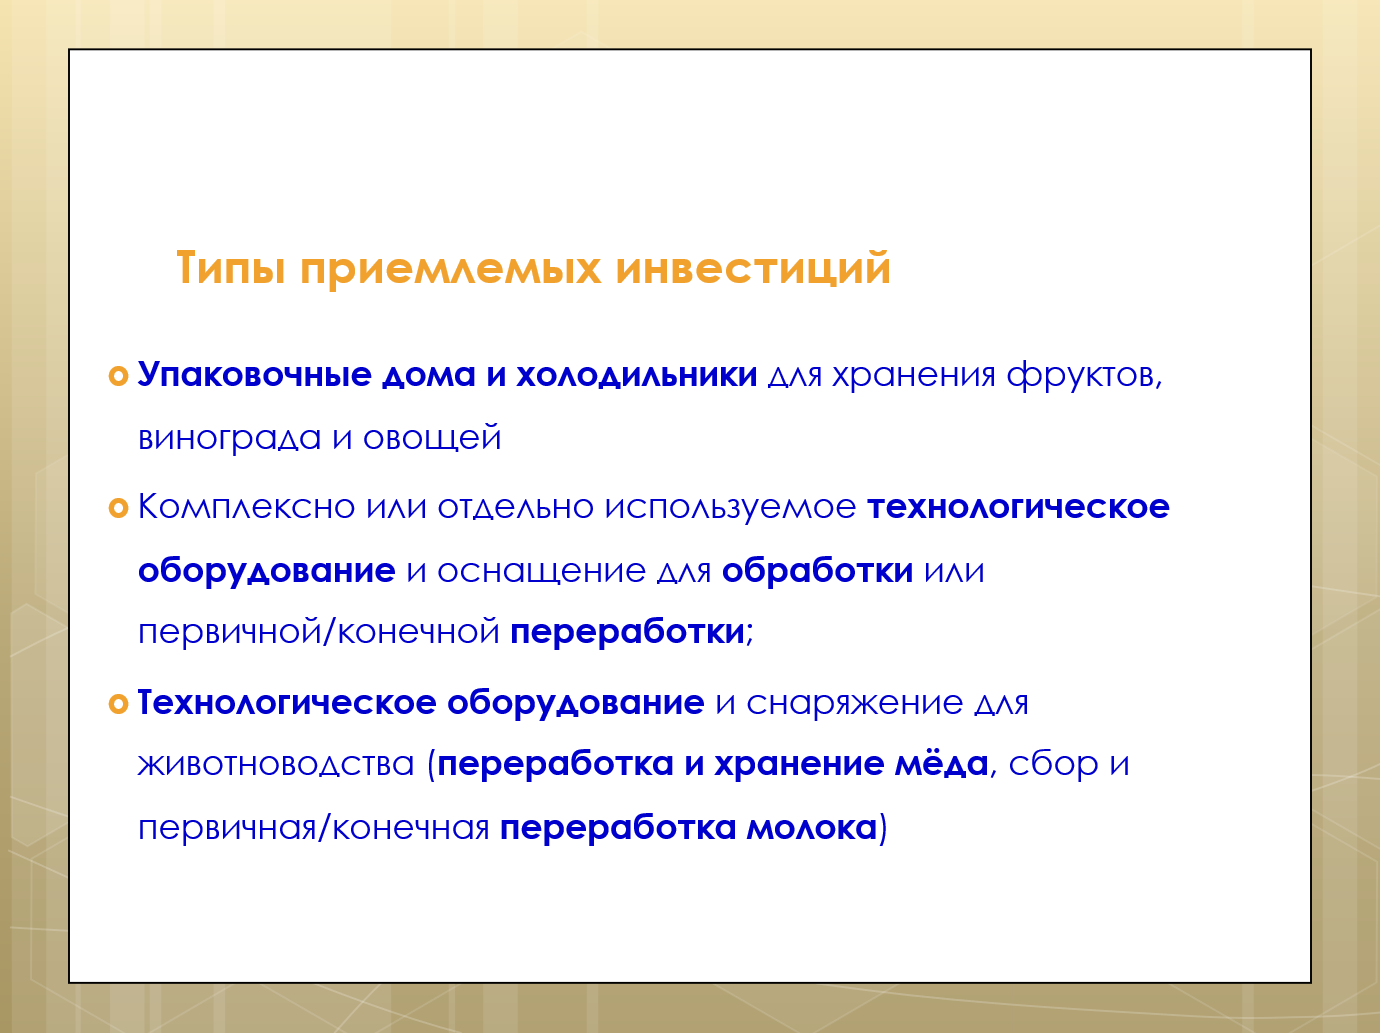 Типы приемлемых инвестиций
Упаковочные дома и холодильники для хранения фруктов,
винограда и овощей
Комплексно или отдельно используемое технологическое
оборудование и оснащение для обработки или
первичной/конечной переработки;
Технологическое оборудование и снаряжение для
животноводства (переработка и хранение мёда, сбор и
первичная/конечная переработка молока)